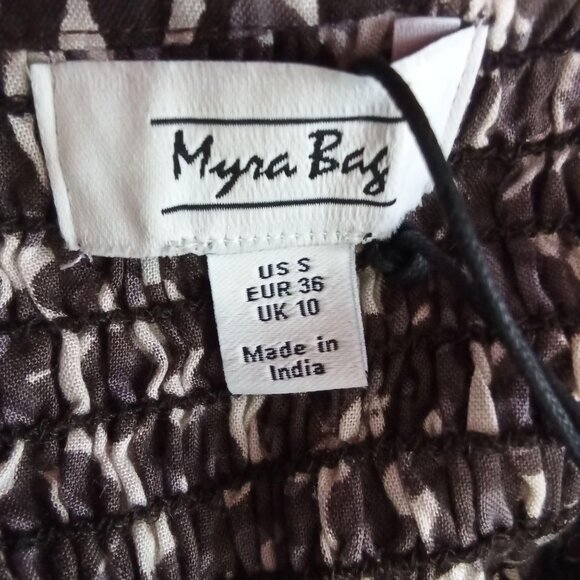 Myra Bag
US S
EUR 36
UK 10
Made in
India